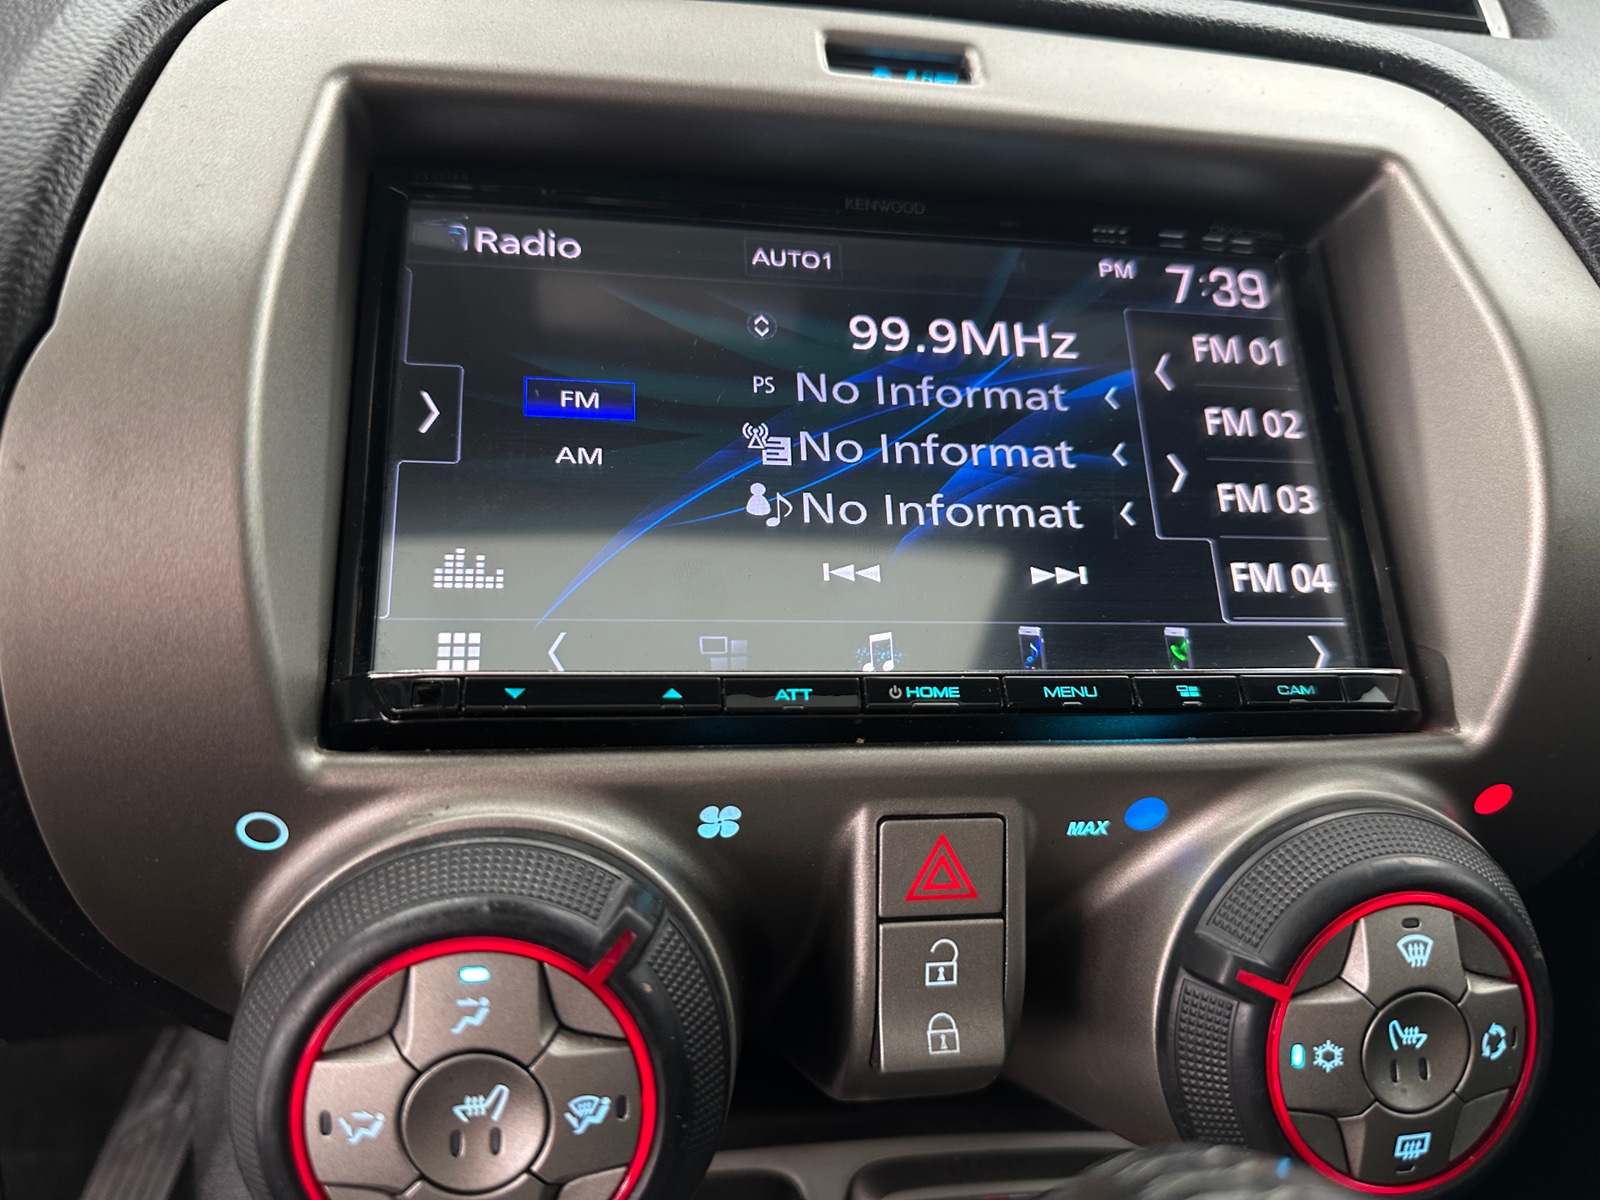 KENWOOD
Radio
AUTO1
PM 7:39
99.9MHz
PS No Informat
No Informat
No Informat
FM
AM
FM 01
FM 02
FM 03
FM 04
ATT
HOME
MENU
CAM
MAX